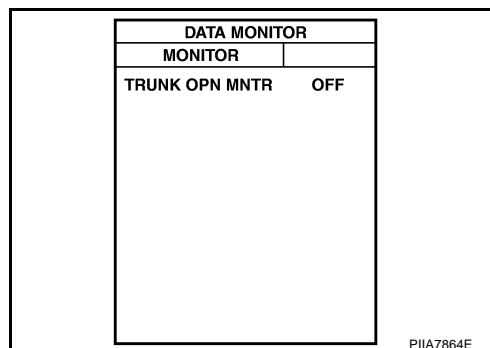 DATA MONITOR
MONITOR
TRUNK OPN MNTR OFF
PIIA7864E